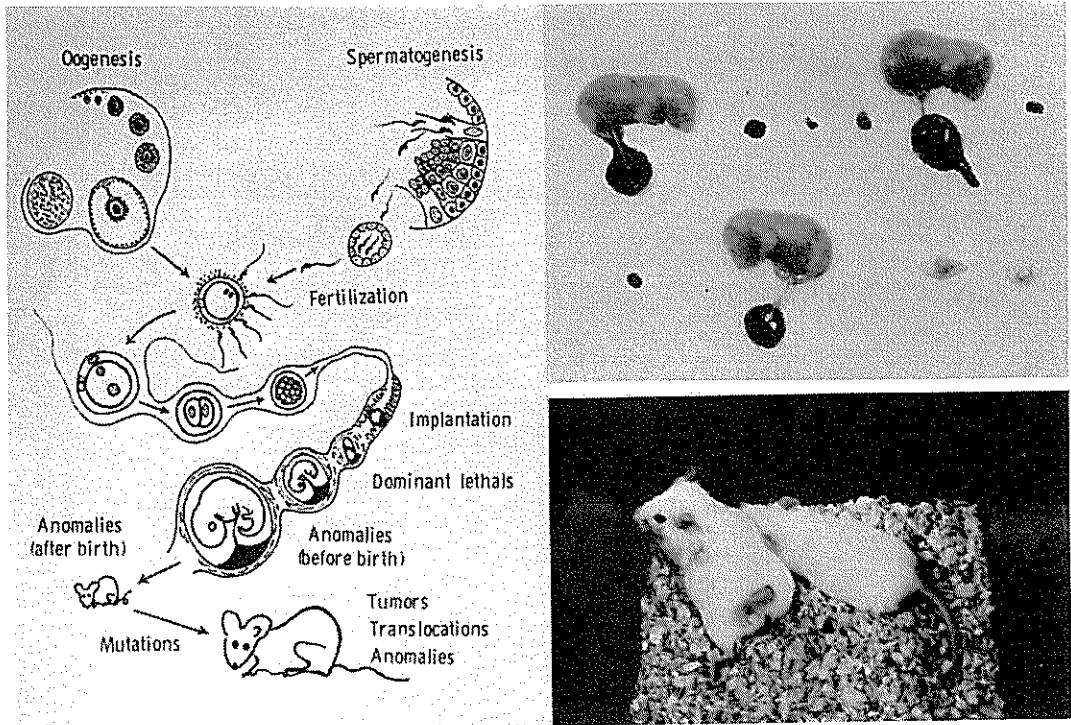 Oogenesis
Spermatogenesis
Fertilization
Implantation
Dominant lethals
Anomalies
(after birth)
Anomalies
(before birth)
Mutations
Tumors
Translocations
Anomalies